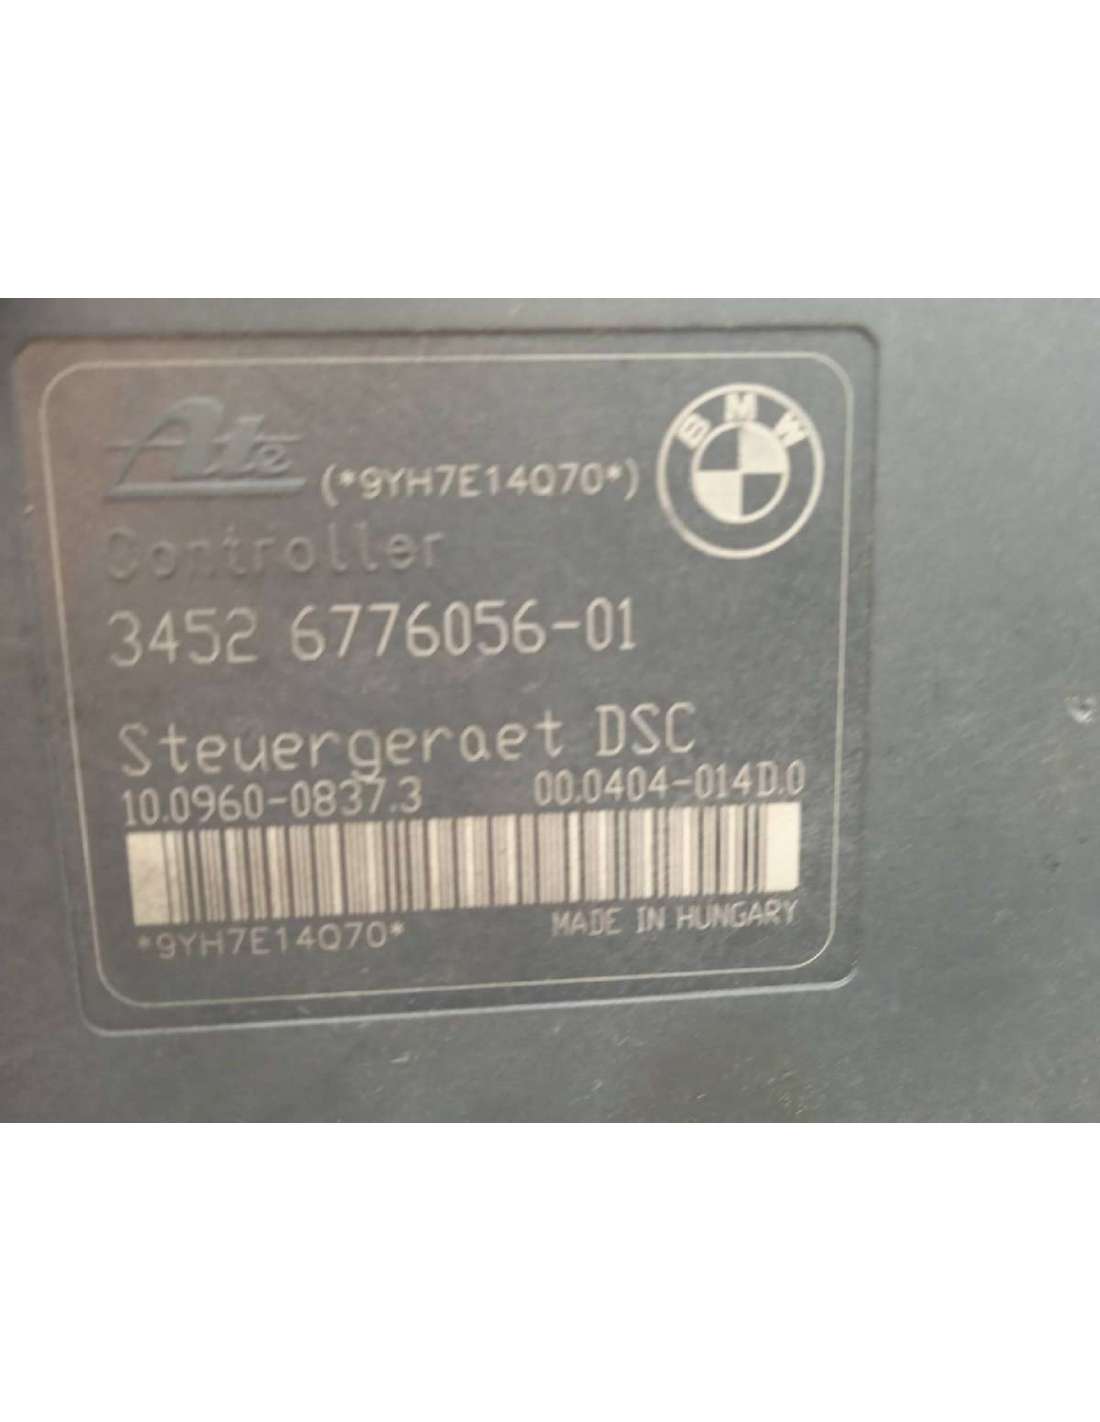 Ate
(*9YH7E14Q70*)
BMW
Controller
3452 6776056-01
Steuergeraet DSC
10.0960-0837.3 00.0404-014D.0
*9YH7E14Q70* MADE IN HUNGARY